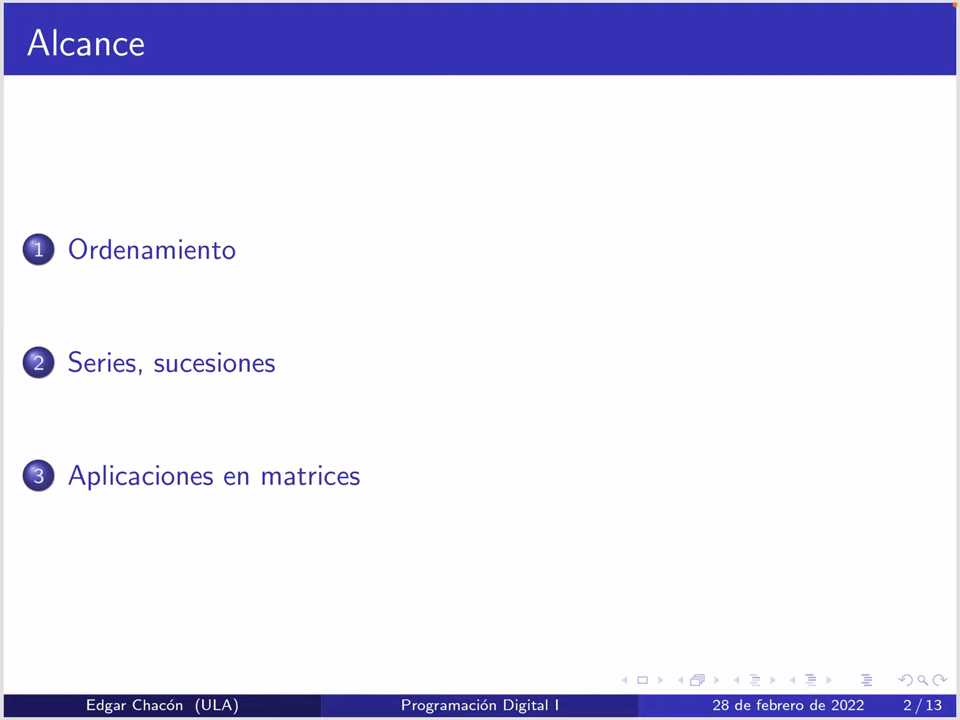 Alcance
1 Ordenamiento
2 Series, sucesiones
3 Aplicaciones en matrices
Edgar Chacón (ULA) Programación Digital I 28 de febrero de 2022 2 / 13